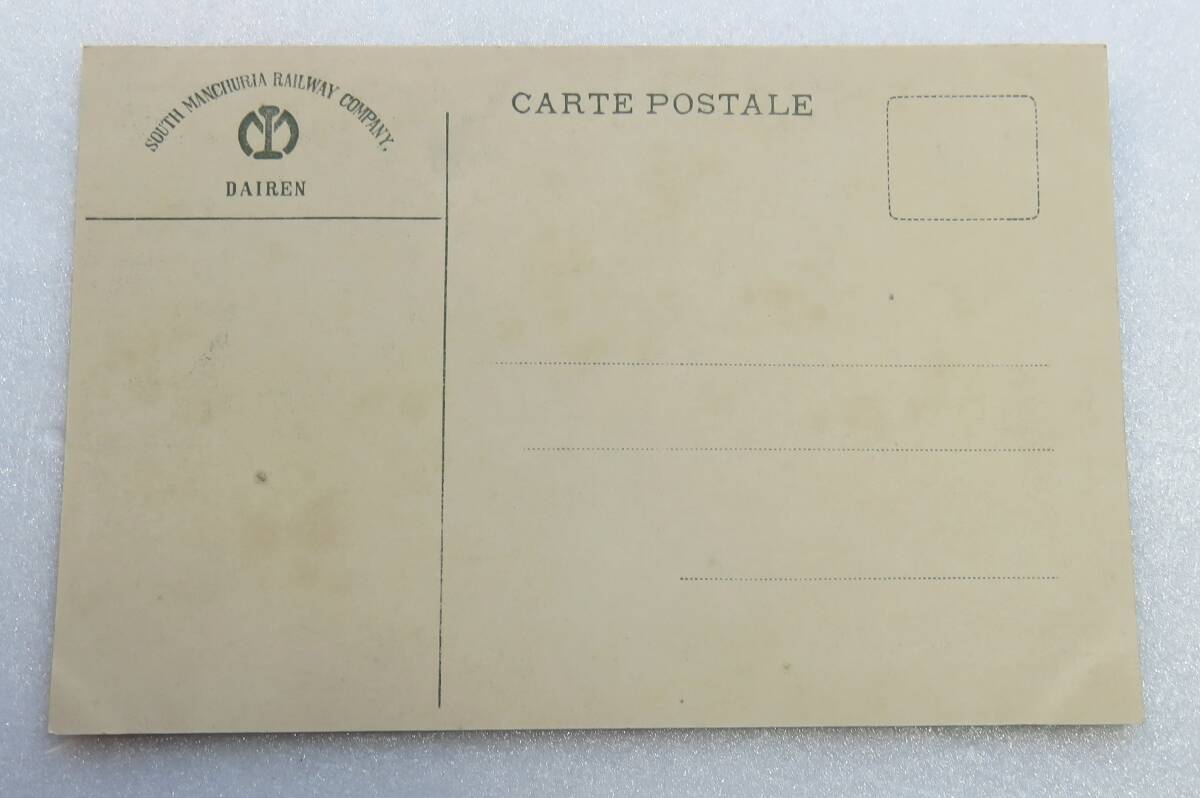 SOUTH MANCHURIA RAILWAY COMPANY.
DAIREN
CARTE POSTALE